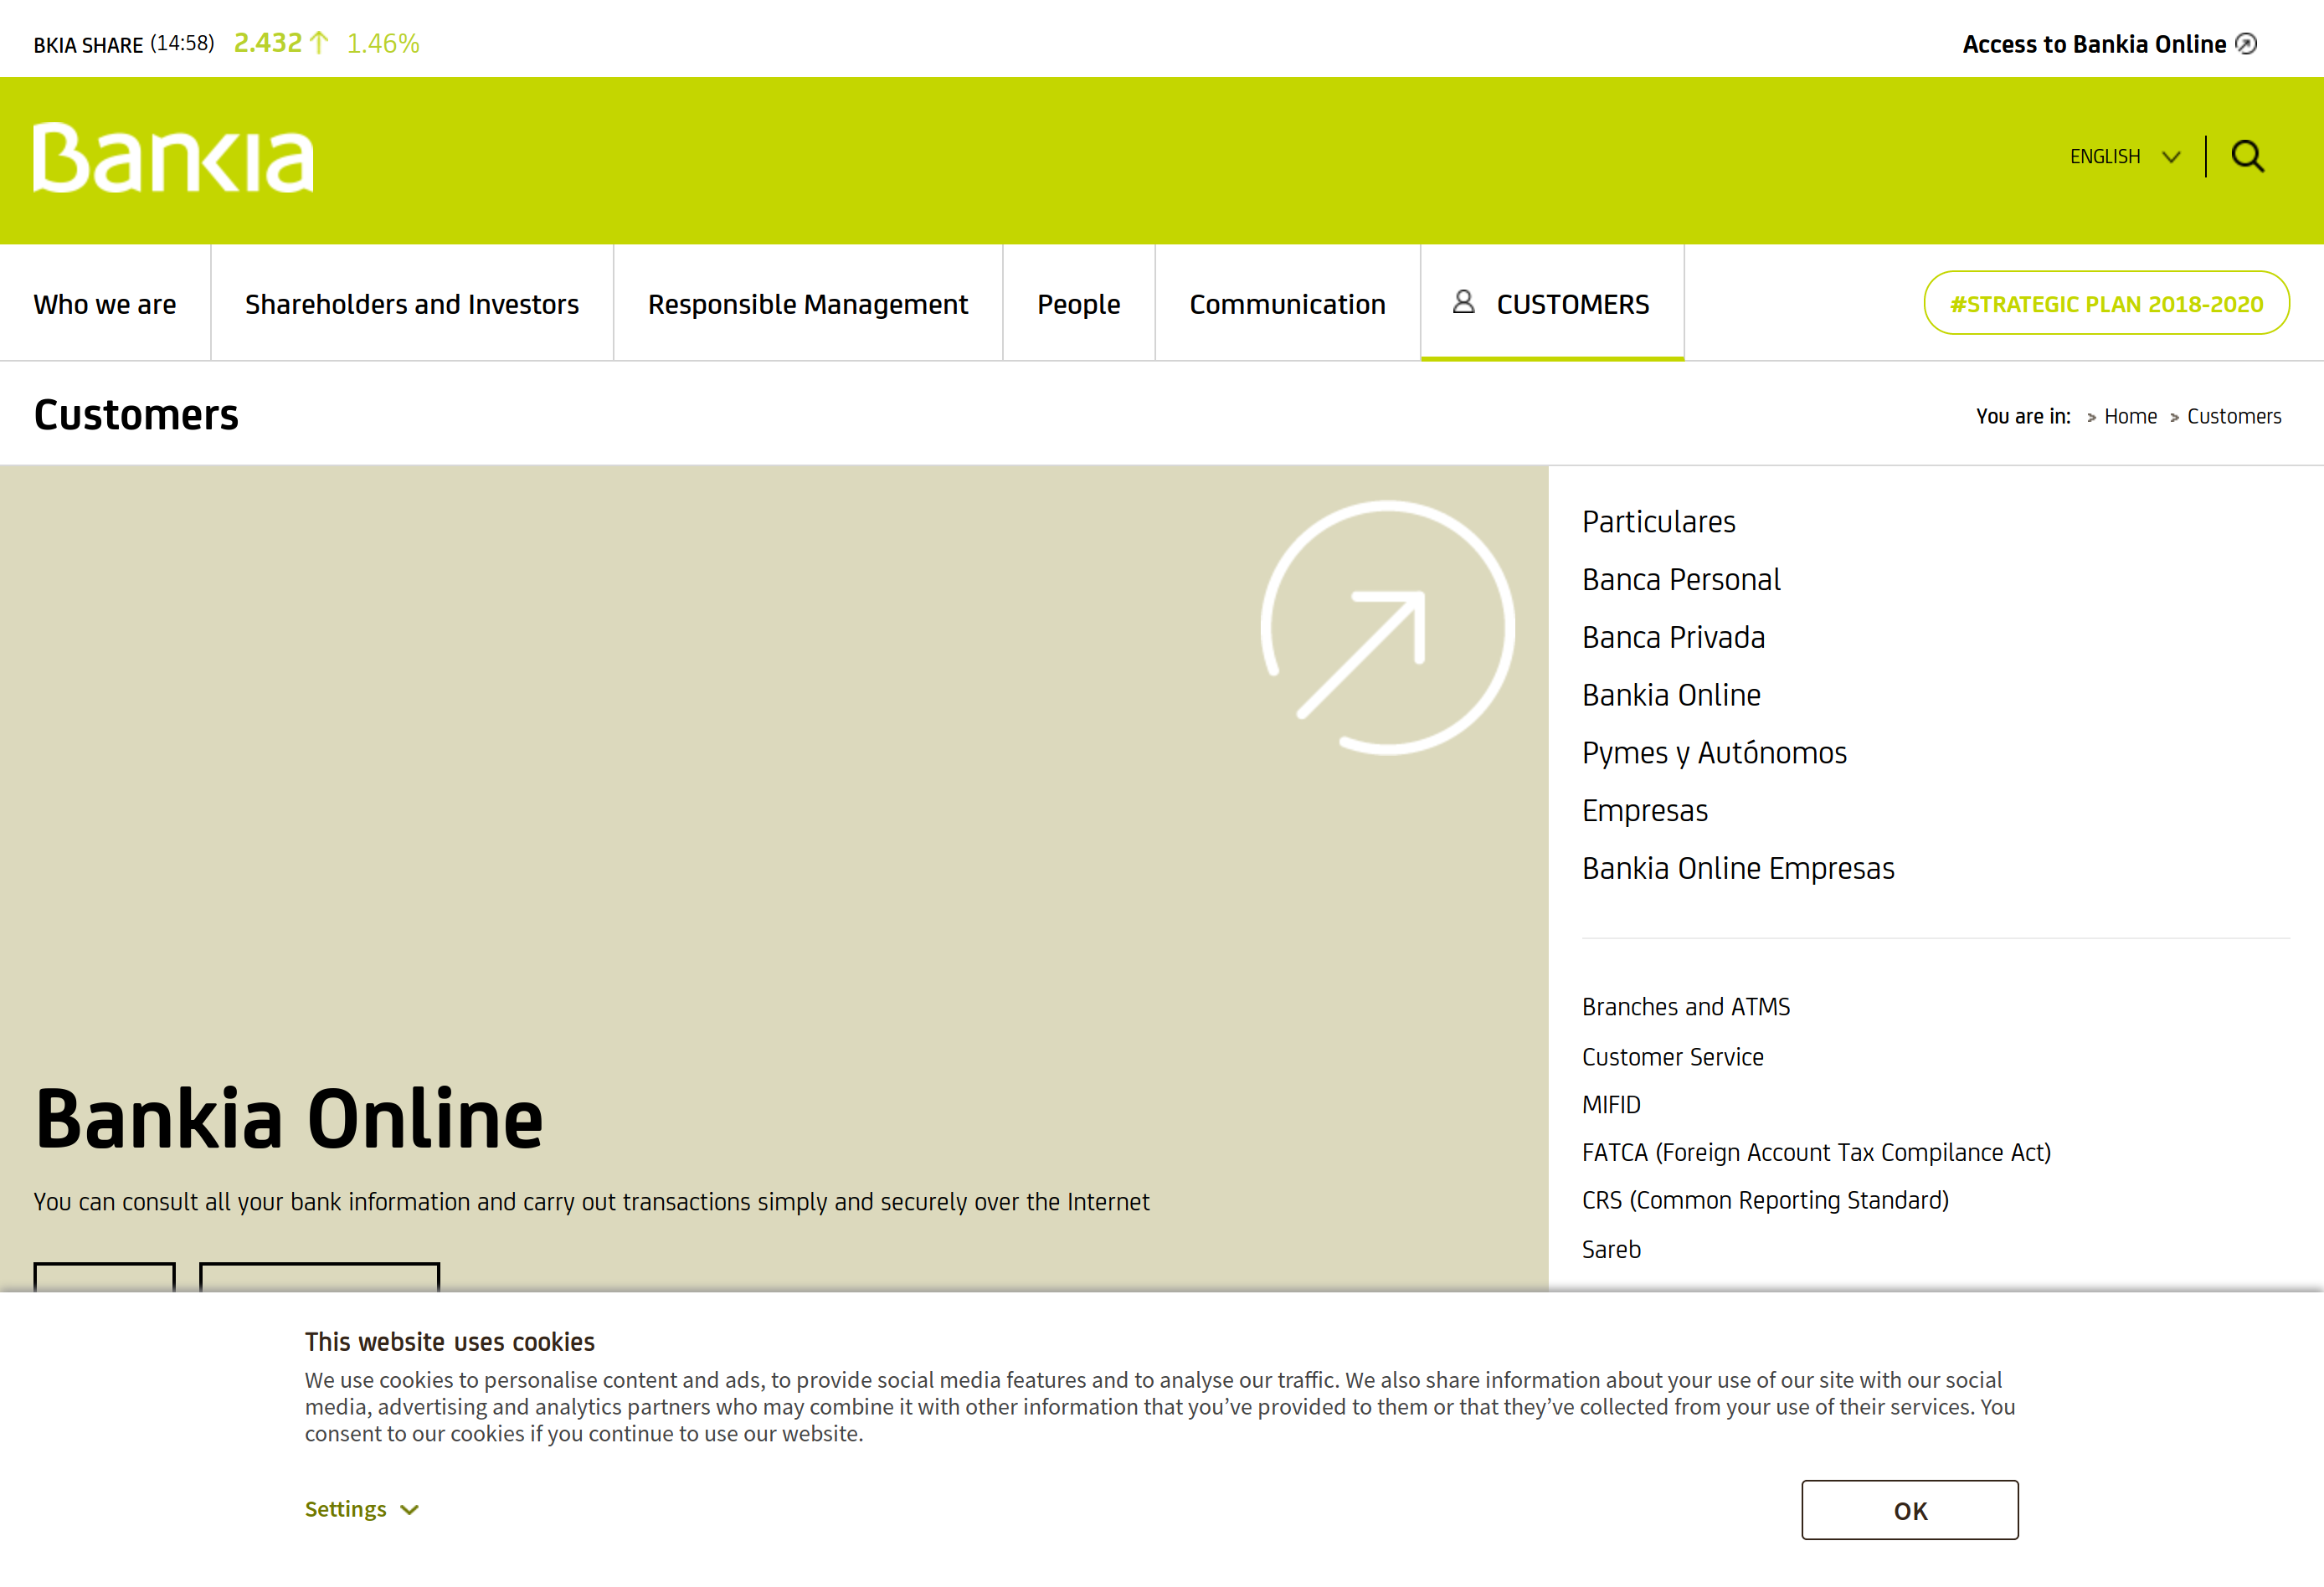 BKIA SHARE (14:58) 2.432 1.46%
Access to Bankia Online
Bankia
ENGLISH
Who we are
Shareholders and Investors
Responsible Management
People
Communication
CUSTOMERS
#STRATEGIC PLAN 2018-2020
Customers
You are in: > Home > Customers
Particulares
Banca Personal
Banca Privada
Bankia Online
Pymes y Autónomos
Empresas
Bankia Online Empresas
Branches and ATMS
Customer Service
MIFID
FATCA (Foreign Account Tax Compilance Act)
CRS (Common Reporting Standard)
Sareb
Bankia Online
You can consult all your bank information and carry out transactions simply and securely over the Internet
This website uses cookies
We use cookies to personalise content and ads, to provide social media features and to analyse our traffic. We also share information about your use of our site with our social
media, advertising and analytics partners who may combine it with other information that you’ve provided to them or that they’ve collected from your use of their services. You
consent to our cookies if you continue to use our website.
Settings
OK